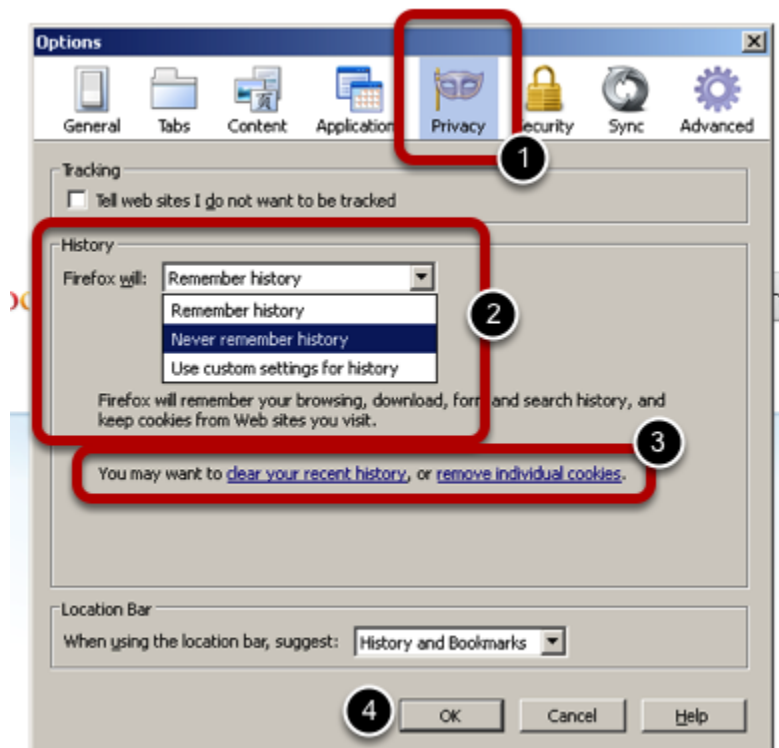 Options
General Tabs Content Application Privacy ecurity Sync Advanced
1
Tracking
Tell web sites I do not want to be tracked
History
Firefox will: Remember history
Remember history
2
Never remember history
Use custom settings for history
Firefox will remember your browsing, download, form and search history, and
keep cookies from Web sites you visit.
3
You may want to clear your recent history, or remove individual cookies.
Location Bar
When using the location bar, suggest: History and Bookmarks
4 OK Cancel Help